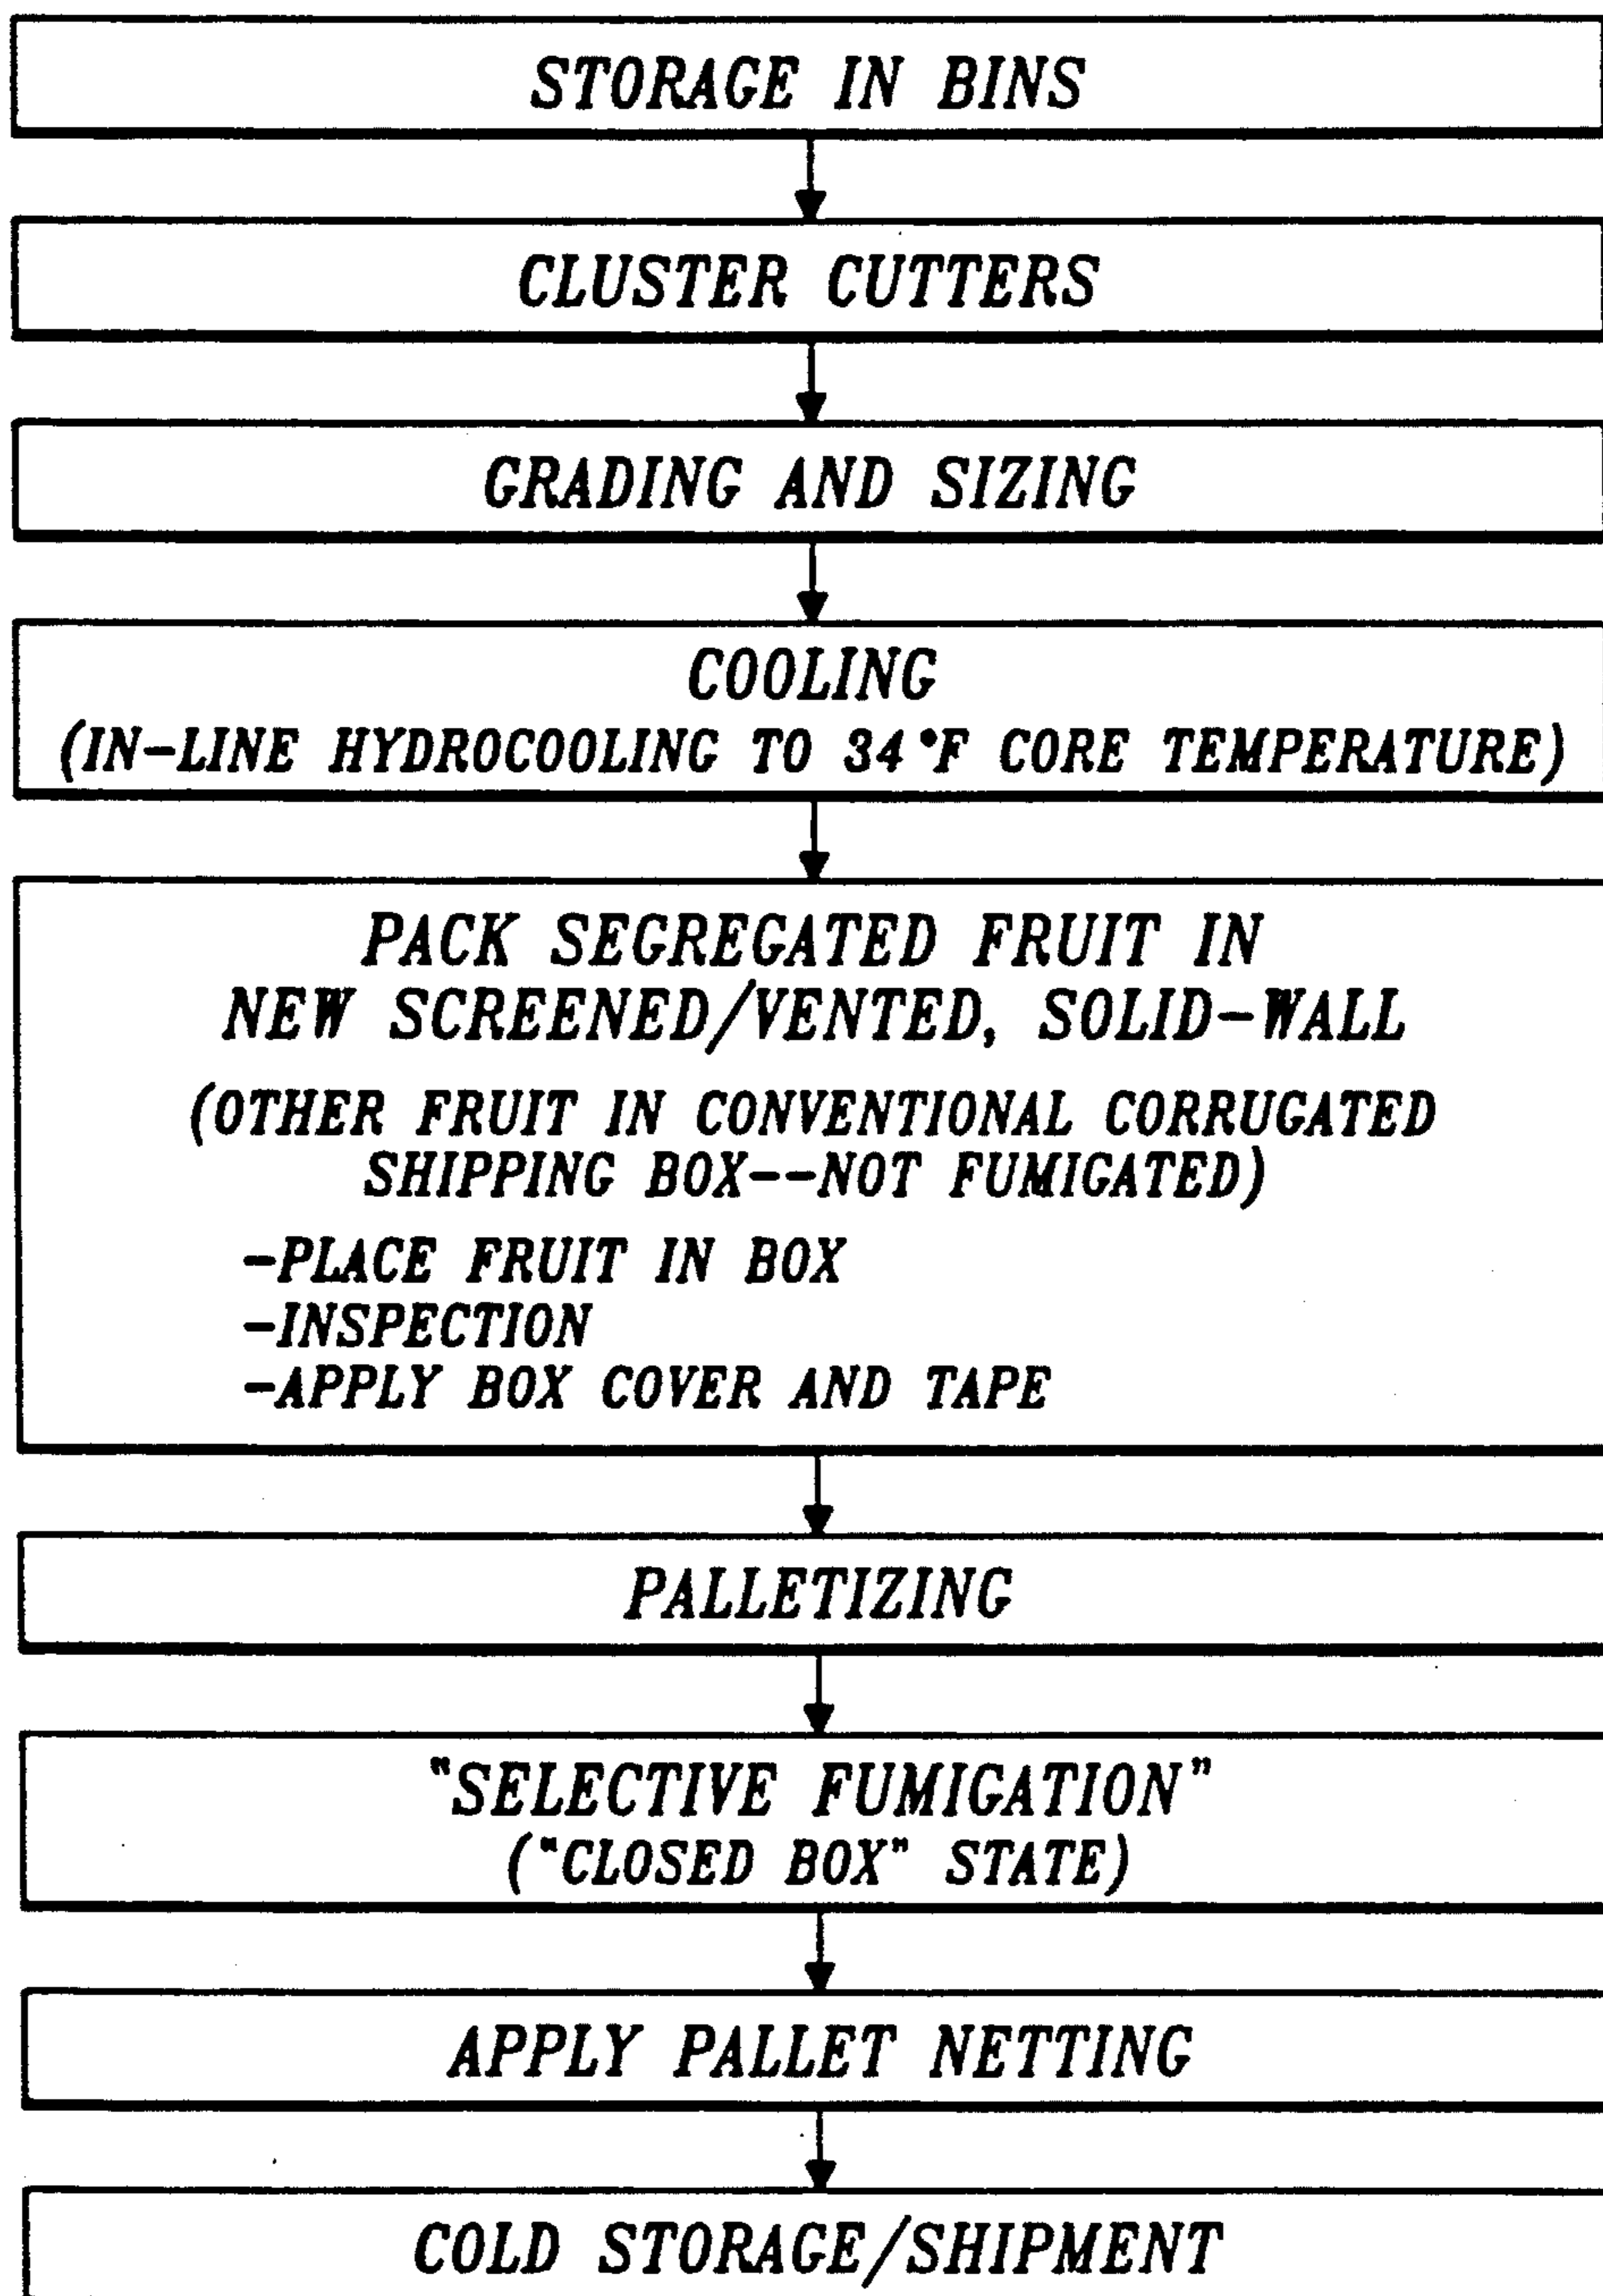 STORAGE IN BINS
CLUSTER CUTTERS
GRADING AND SIZING
COOLING
(IN-LINE HYDROCOOLING TO 34°F CORE TEMPERATURE)
PACK SEGREGATED FRUIT IN
NEW SCREENED/VENTED, SOLID-WALL
(OTHER FRUIT IN CONVENTIONAL CORRUGATED
SHIPPING BOX--NOT FUMIGATED)
-PLACE FRUIT IN BOX
-INSPECTION
-APPLY BOX COVER AND TAPE
PALLETIZING
"SELECTIVE FUMIGATION"
("CLOSED BOX" STATE)
APPLY PALLET NETTING
COLD STORAGE/SHIPMENT